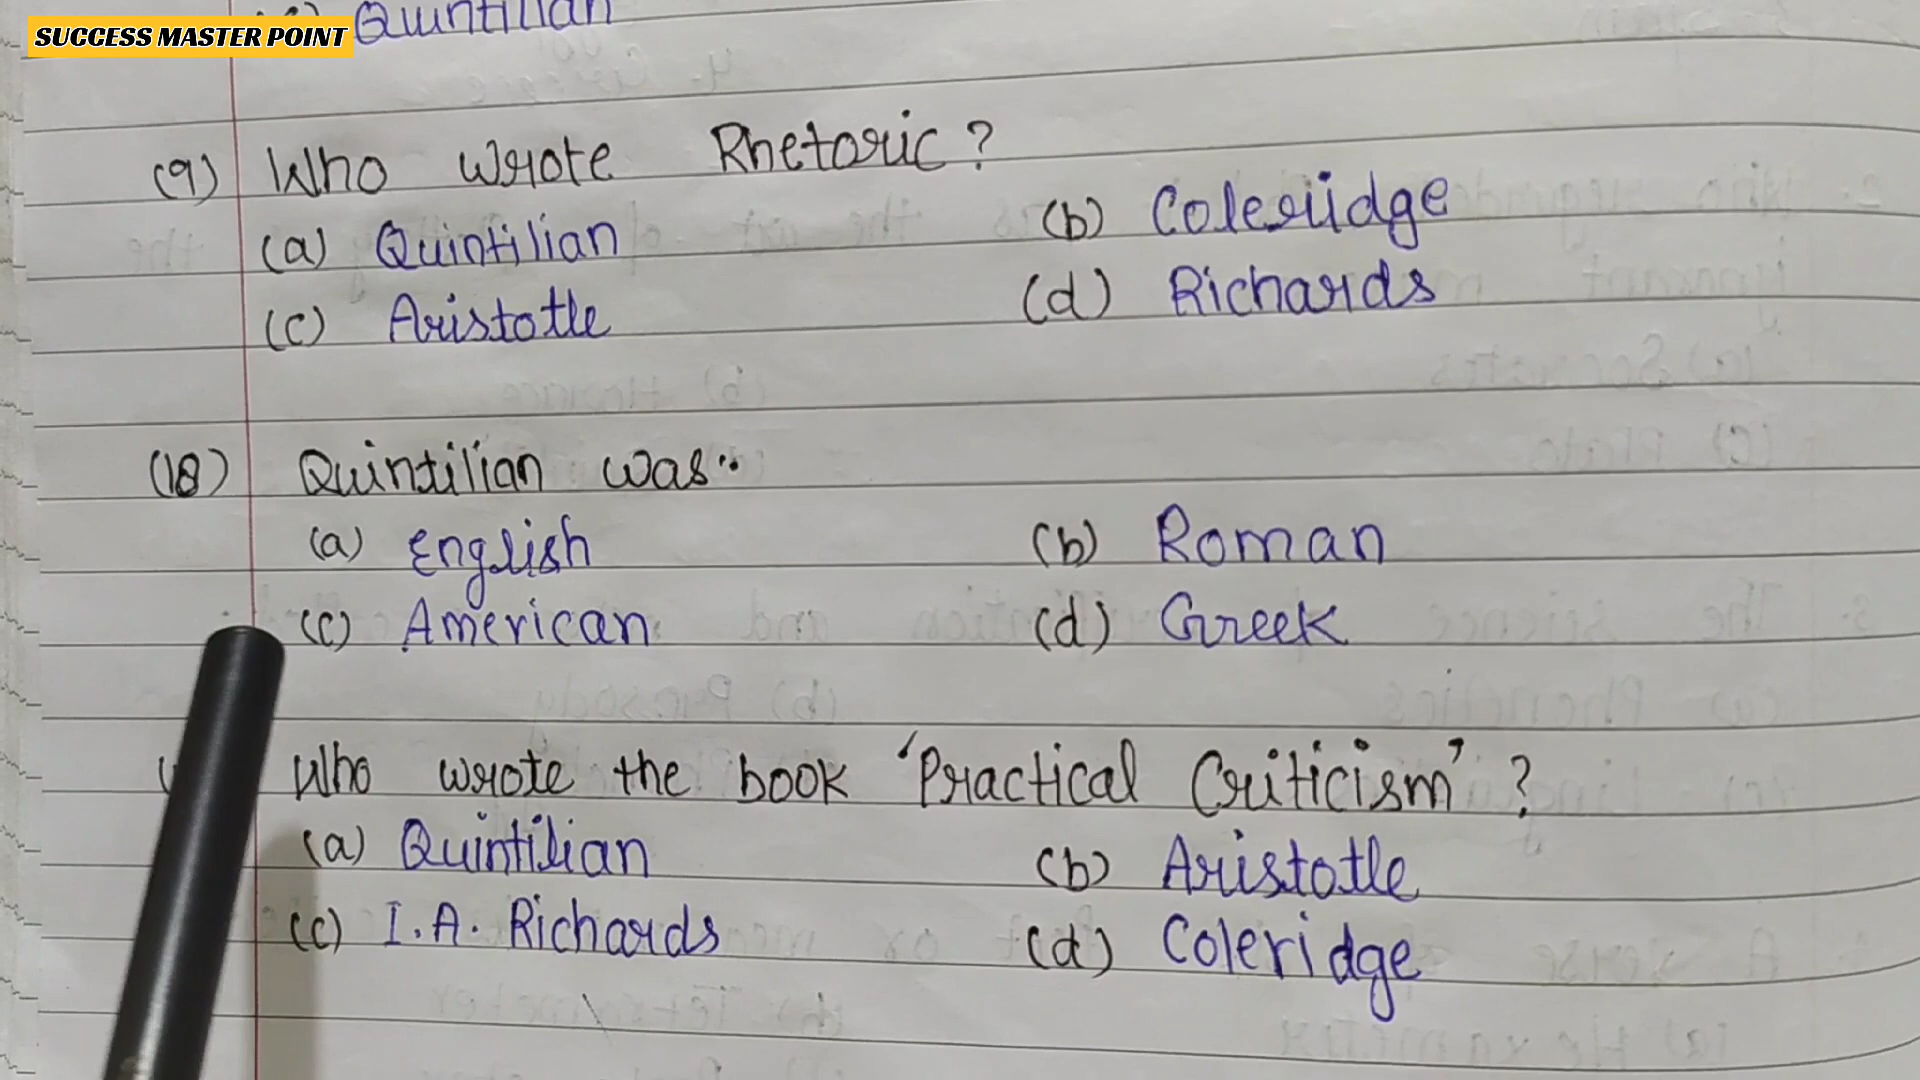 SUCCESS MASTER POINT
Quintilian
(9) Who wrote Rhetoric?
(a) Quintilian (b) Coleridge
(c) Aristotle (d) Richards
(10) Quintilian was..
(a) English (b) Roman
(c) American (d) Greek
Who wrote the book 'Practical Criticism'?
(a) Quintilian (b) Aristotle
(c) I.A. Richards (d) Coleridge